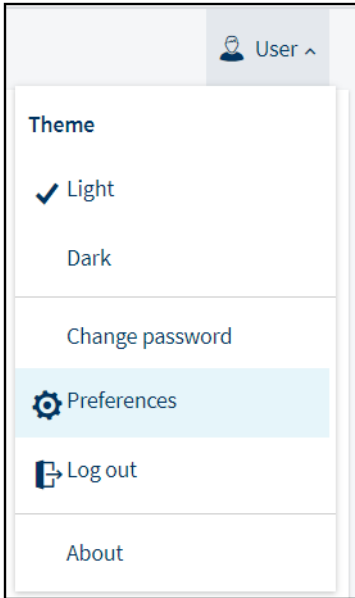 User
Theme
Light
Dark
Change password
Preferences
Log out
About